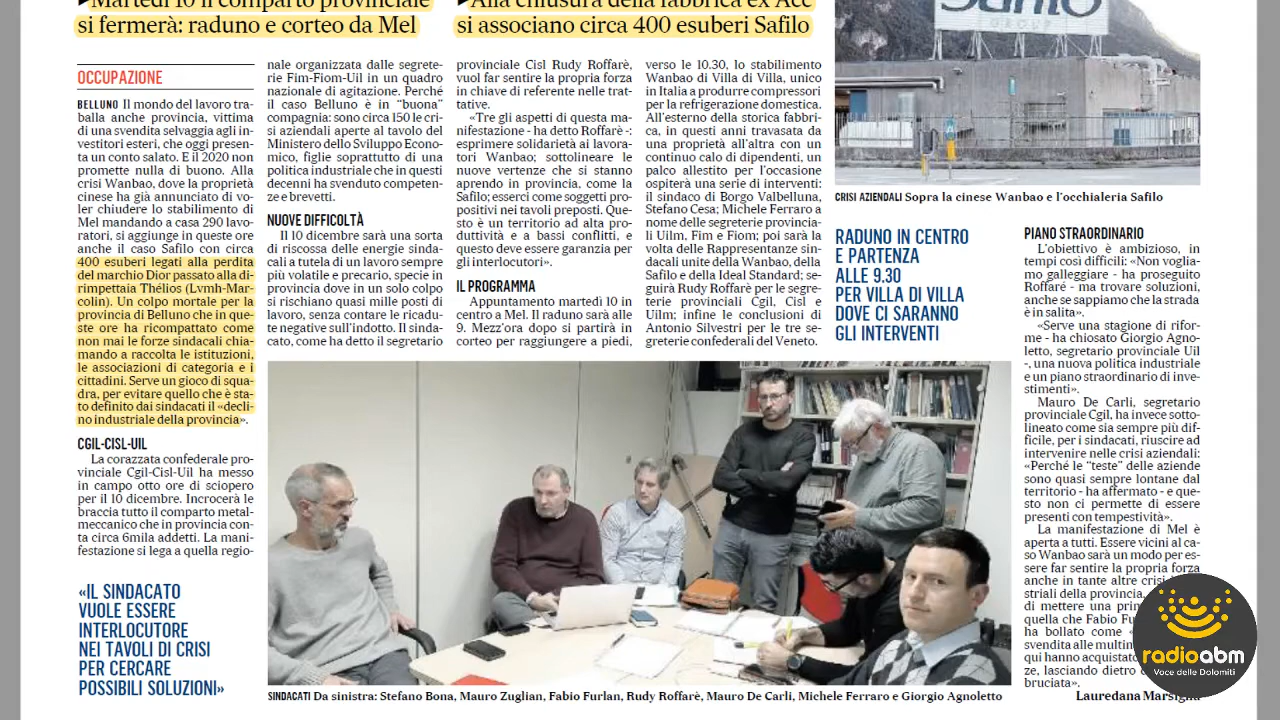 ▸Martedì 10 il comparto provinciale
si fermerà: raduno e corteo da Mel
▸Alla chiusura della fabbrica ex Acc
si associano circa 400 esuberi Safilo
OCCUPAZIONE
BELLUNO Il mondo del lavoro tra-
balla anche provincia, vittima
di una svendita selvaggia agli in-
vestitori esteri, che oggi presen-
ta un conto salato. E il 2020 non
promette nulla di buono. Alla
crisi Wanbao, dove la proprietà
cinese ha già annunciato di vo-
ler chiudere lo stabilimento di
Mel mandando a casa 290 lavo-
ratori, si aggiunge in queste ore
anche il caso Safilo con circa
400 esuberi legati alla perdita
del marchio Dior passato alla di-
rimpettaia Thélios (Lvmh-Mar-
colin). Un colpo mortale per la
provincia di Belluno che in que-
ste ore ha ricompattato come
non mai le forze sindacali chia-
mando a raccolta le istituzioni,
le associazioni di categoria e i
cittadini. Serve un gioco di squa-
dra, per evitare quello che è sta-
to definito dai sindacati il «decli-
no industriale della provincia».
CGIL-CISL-UIL
La corazzata confederale pro-
vinciale Cgil-Cisl-Uil ha messo
in campo otto ore di sciopero
per il 10 dicembre. Incrocerà le
braccia tutto il comparto metal-
meccanico che in provincia con-
ta circa 6mila addetti. La mani-
festazione si lega a quella regio-
«IL SINDACATO
VUOLE ESSERE
INTERLOCUTORE
NEI TAVOLI DI CRISI
PER CERCARE
POSSIBILI SOLUZIONI»
nale organizzata dalle segrete-
rie Fim-Fiom-Uil in un quadro
nazionale di agitazione. Perché
il caso Belluno è in “buona”
compagnia: sono circa 150 le cri-
si aziendali aperte al tavolo del
Ministero dello Sviluppo Econo-
mico, figlie soprattutto di una
politica industriale che in questi
decenni ha svenduto competen-
ze e brevetti.
NUOVE DIFFICOLTÀ
Il 10 dicembre sarà una sorta
di riscossa delle energie sinda-
cali a tutela di un lavoro sempre
più volatile e precario, specie in
provincia dove in un solo colpo
si rischiano quasi mille posti di
lavoro, senza contare le ricadu-
te negative sull'indotto. Il sinda-
cato, come ha detto il segretario
provinciale Cisl Rudy Roffarè,
vuol far sentire la propria forza
in chiave di referente nelle trat-
tative.
«Tre gli aspetti di questa ma-
nifestazione - ha detto Roffarè -:
esprimere solidarietà ai lavora-
tori Wanbao; sottolineare le
nuove vertenze che si stanno
aprendo in provincia, come la
Safilo; esserci come soggetti pro-
positivi nei tavoli preposti. Que-
sto è un territorio ad alta pro-
duttività e a bassi conflitti, e
questo deve essere garanzia per
gli interlocutori».
IL PROGRAMMA
Appuntamento martedì 10 in
centro a Mel. Il raduno sarà alle
9. Mezz'ora dopo si partirà in
corteo per raggiungere a piedi,
verso le 10.30, lo stabilimento
Wanbao di Villa di Villa, unico
in Italia a produrre compressori
per la refrigerazione domestica.
All'esterno della storica fabbri-
ca, in questi anni travasata da
una proprietà all'altra con un
continuo calo di dipendenti, un
palco allestito per l'occasione
ospiterà una serie di interventi:
il sindaco di Borgo Valbelluna,
Stefano Cesa; Michele Ferraro a
nome delle segreterie provincia-
li Uilm, Fim e Fiom; poi sarà la
volta delle Rappresentanze sin-
dacali unite della Wanbao, della
Safilo e della Ideal Standard; se-
guirà Rudy Roffarè per le segre-
terie provinciali Cgil, Cisl e
Uilm; infine le conclusioni di
Antonio Silvestri per le tre se-
greterie confederali del Veneto.
Safilo
GROUP
CRISI AZIENDALI Sopra la cinese Wanbao e l'occhialeria Safilo
RADUNO IN CENTRO
E PARTENZA
ALLE 9.30
PER VILLA DI VILLA
DOVE CI SARANNO
GLI INTERVENTI
PIANO STRAORDINARIO
L'obiettivo è ambizioso, in
tempi così difficili: «Non voglia-
mo galleggiare - ha proseguito
Roffarè - ma trovare soluzioni,
anche se sappiamo che la strada
è in salita».
«Serve una stagione di rifor-
me - ha chiosato Giorgio Agno-
letto, segretario provinciale Uil
-, una nuova politica industriale
e un piano straordinario di inve-
stimenti».
Mauro De Carli, segretario
provinciale Cgil, ha invece sotto-
lineato come sia sempre più dif-
ficile, per i sindacati, riuscire ad
intervenire nelle crisi aziendali:
«Perché le “teste” delle aziende
sono quasi sempre lontane dal
territorio - ha affermato - e que-
sto non ci permette di essere
presenti con tempestività».
La manifestazione di Mel è
aperta a tutti. Essere vicini al ca-
so Wanbao sarà un modo per es-
sere far sentire la propria forza
anche in tante altre crisi
striali della provincia.
di mettere una
quella che Fabio
ha bollato come
svendita alle
qui hanno acquistato
ze, lasciando dietro
bruciata».
Lauredana Marsiglia
SINDACATI Da sinistra: Stefano Bona, Mauro Zuglian, Fabio Furlan, Rudy Roffarè, Mauro De Carli, Michele Ferraro e Giorgio Agnoletto
radioabm
Voce delle Dolomiti